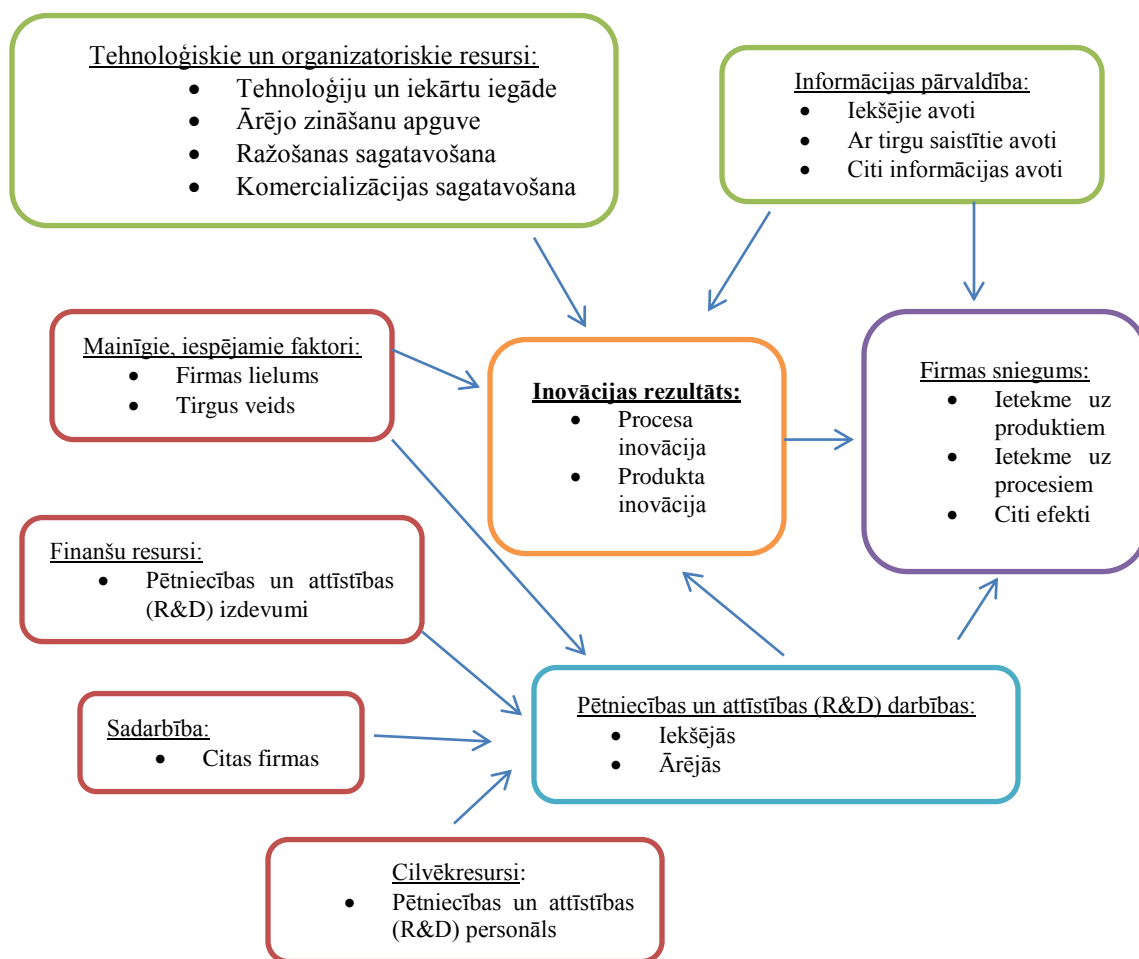 Tehnoloģiskie un organizatoriskie resursi:
• Tehnoloģiju un iekārtu iegāde
• Ārējo zināšanu apguve
• Ražošanas sagatavošana
• Komercializācijas sagatavošana
Informācijas pārvaldība:
• Iekšējie avoti
• Ar tirgu saistītie avoti
• Citi informācijas avoti
Mainīgie, iespējamie faktori:
• Firmas lielums
• Tirgus veids
Inovācijas rezultāts:
• Procesa
inovācija
• Produkta
inovācija
Firmas sniegums:
• Ietekme uz
produktiem
• Ietekme uz
procesiem
• Citi efekti
Finanšu resursi:
• Pētniecības un attīstības
(R&D) izdevumi
Sadarbība:
• Citas firmas
Pētniecības un attīstības (R&D) darbības:
• Iekšējās
• Ārējās
Cilvēkresursi:
• Pētniecības un attīstības
(R&D) personāls